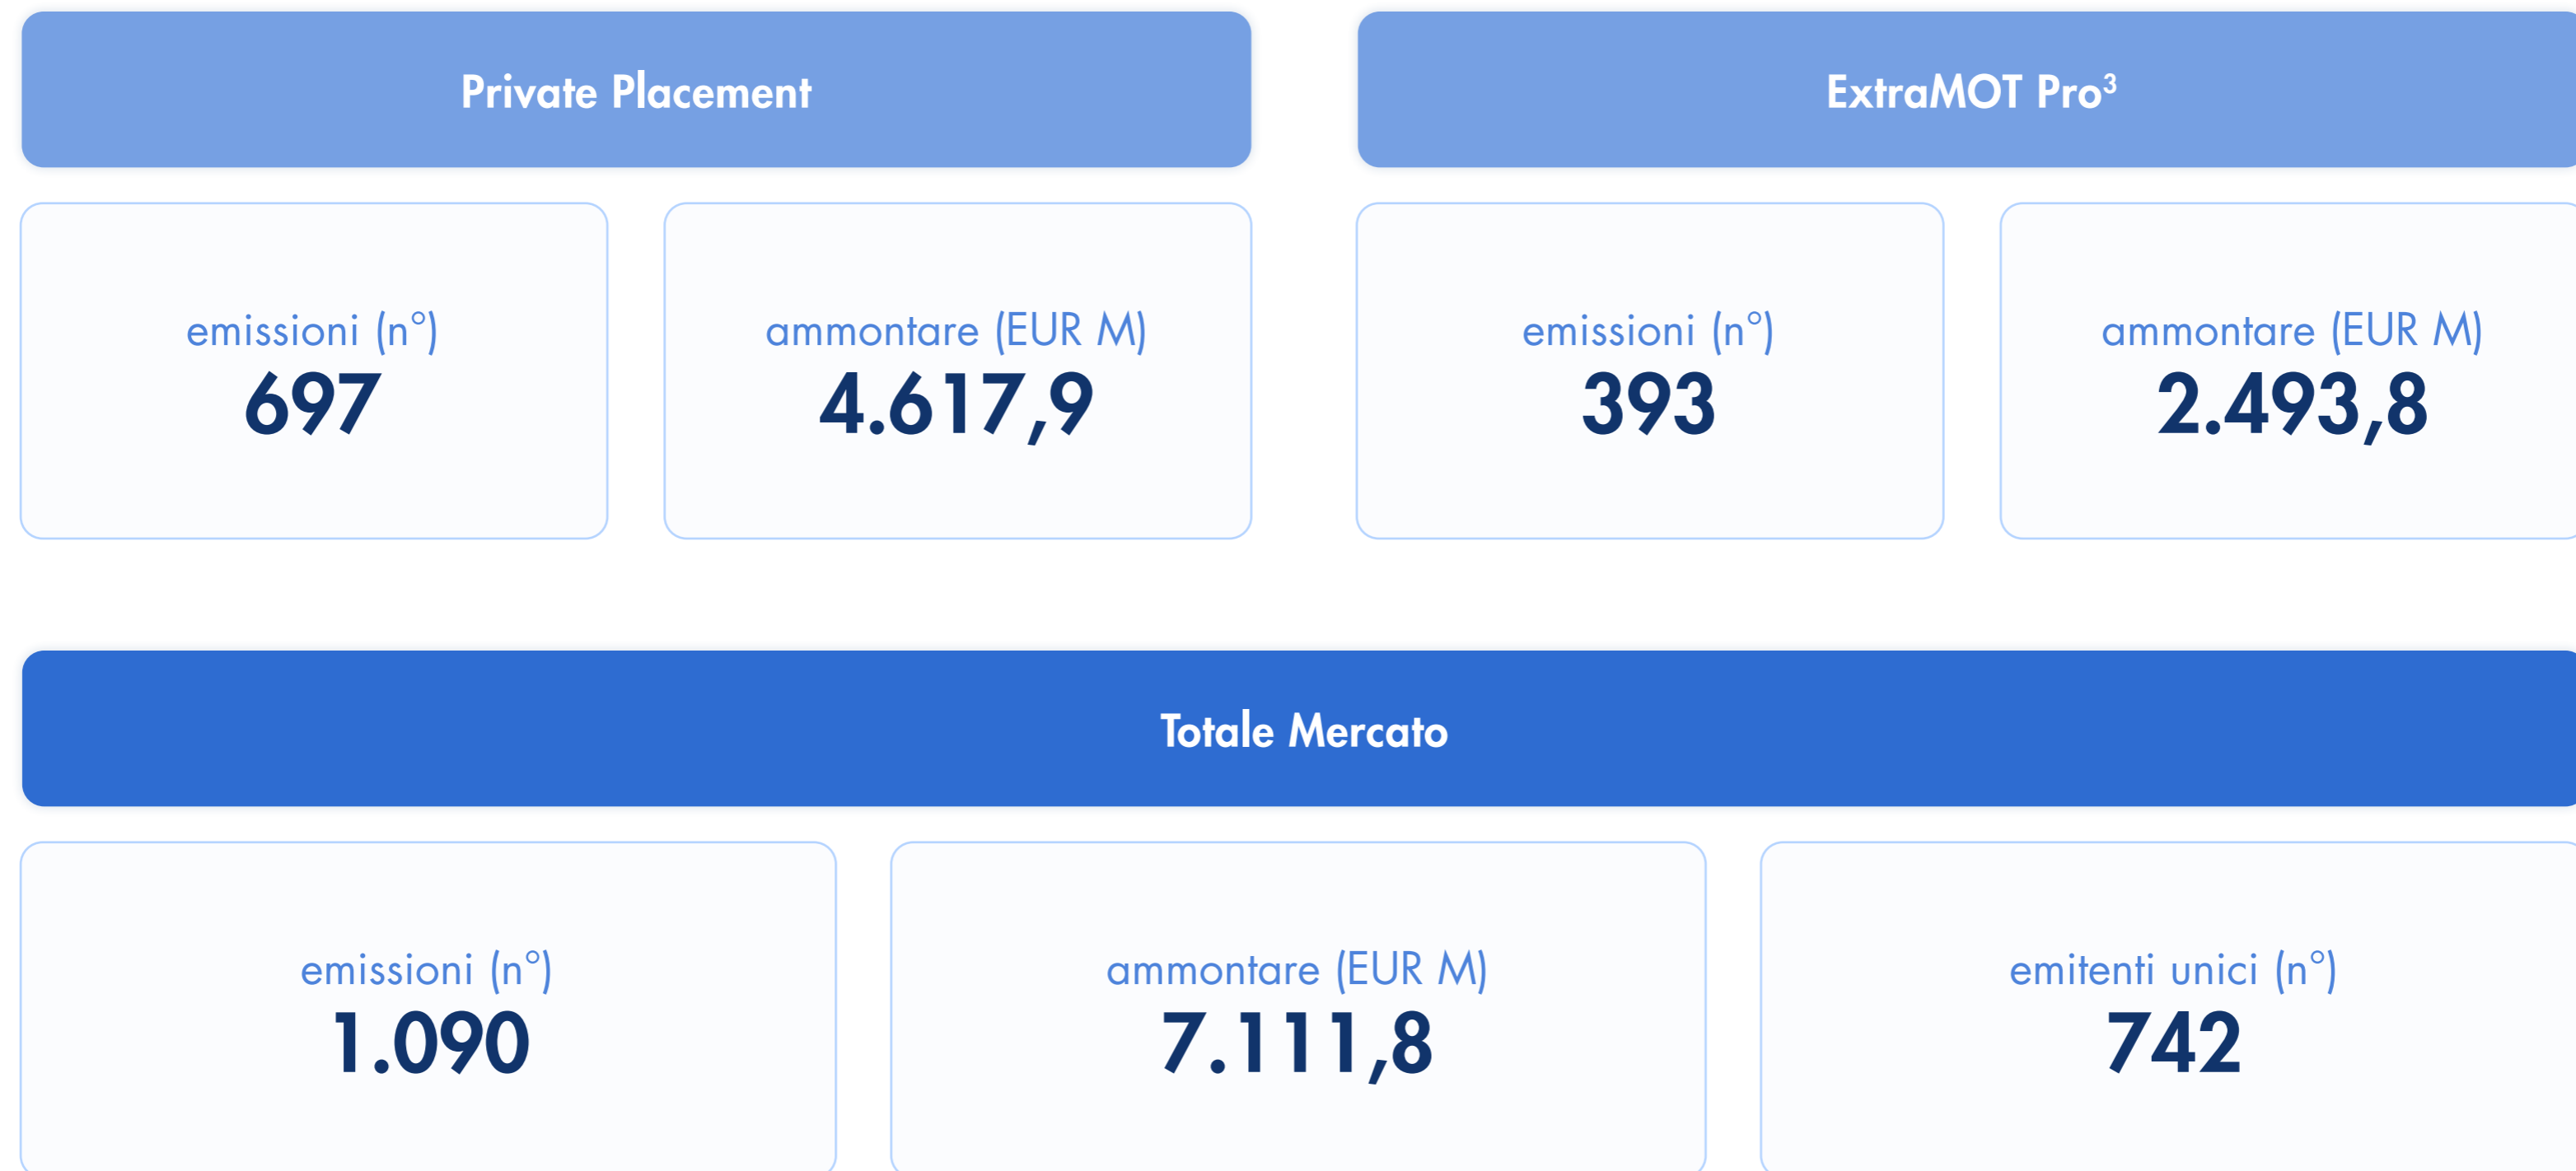 Private Placement
ExtraMOT Pro³
emissioni (n°)
697
ammontare (EUR M)
4.617,9
emissioni (n°)
393
ammontare (EUR M)
2.493,8
Totale Mercato
emissioni (n°)
1.090
ammontare (EUR M)
7.111,8
emitenti unici (n°)
742